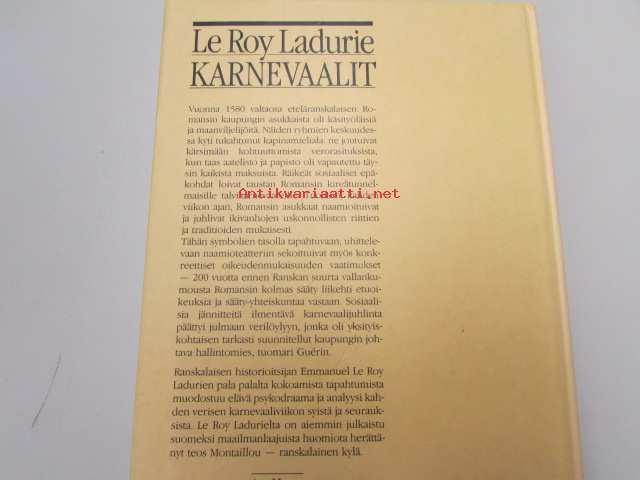 Le Roy Ladurie
KARNEVAALIT
Vuonna 1580 valtaosa eteläranskalaisen Ro-
mansin kaupungin asukkaista oli käsityöläisiä
ja maanviljelijöitä. Näiden ryhmien keskuudes-
sa kyti tukahtunut kapinamieliala: ne joutuivat
kärsimään kohtuuttomista verorasituksista,
kun taas aatelisto ja papisto oli vapautettu täy-
sin kaikista maksuista. Räikeät sosiaaliset epä-
kohdat loivat taustan Romansin kireätunnel-
maisille
Antikvariaatti.net
viikon ajan, Romansin asukkaat naamioituivat
ja juhlivat ikivanhojen uskonnollisten riittien
ja traditioiden mukaisesti
Tähän symbolien tasolla tapahtuvaan, uhittele-
vaan naamioteatteriin sekoittuivat myös konk-
reettiset oikeudenmukaisuuden vaatimukset
— 200 vuotta ennen Ranskan suurta vallanku-
mousta Romansin kolmas sääty liikehti etuoi-
keuksia ja sääty-yhteiskuntaa vastaan. Sosiaali-
sia jännitteitä ilmentävä karnevaalijuhlinta
päättyi julmaan verilöylyyn, jonka oli yksityis-
kohtaisen tarkasti suunnitellut kaupungin joh-
tava hallintomies, tuomari Guérin.
Ranskalaisen historioitsijan Emmanuel Le Roy
Ladurien pala palalta kokoamista tapahtumista
muodostuu elävä psykodraama ja analyysi kah-
den verisen karnevaaliviikon syistä ja seurauk-
sista. Le Roy Ladurielta on aiemmin julkaistu
suomeksi maailmanlaajuista huomiota herättä-
nyt teos Montaillou — ranskalainen kylä.